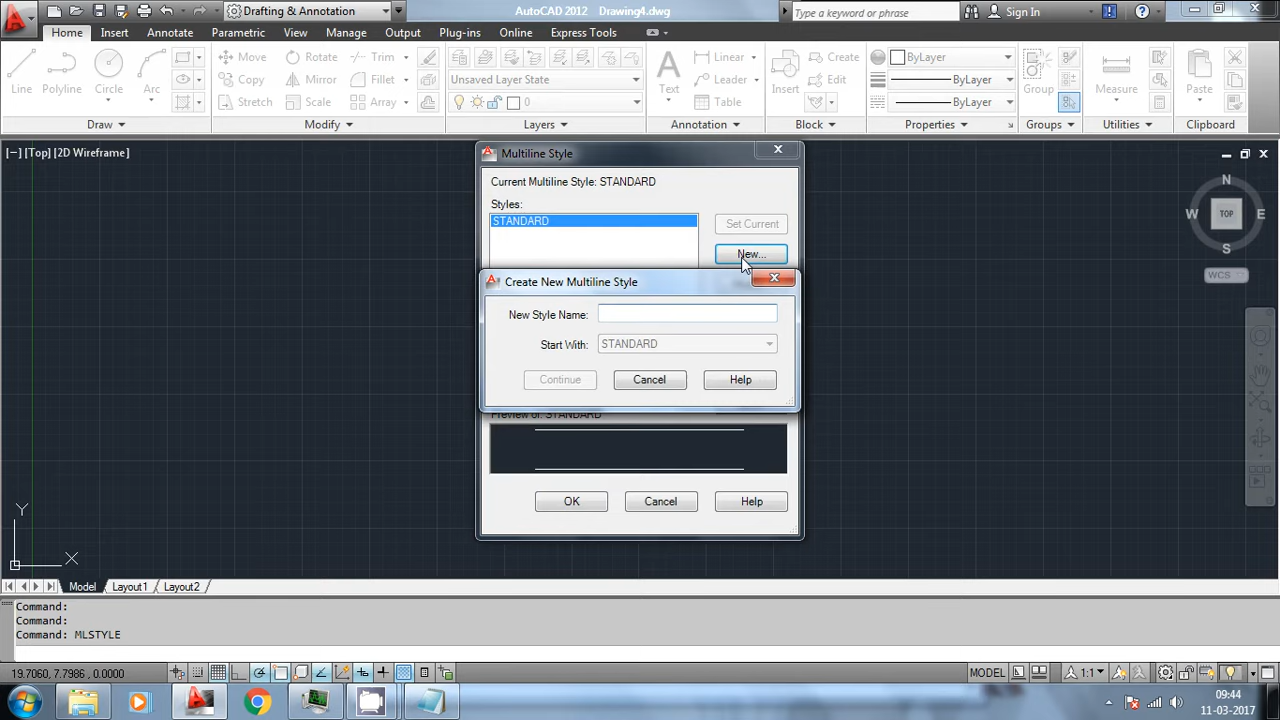 Drafting & Annotation
AutoCAD 2012 Drawing4.dwg
Type a keyword or phrase
Sign In
Home Insert Annotate Parametric View Manage Output Plug-ins Online Express Tools
Move Rotate Trim
Unsaved Layer State
Linear
Create
ByLayer
Line Polyline Circle Arc
Copy Mirror Fillet
Text
Leader
Insert
Edit
ByLayer
Group Measure Paste
Stretch Scale Array
0
Table
ByLayer
Draw Modify Layers Annotation Block Properties Groups Utilities Clipboard
[−] [Top] [2D Wireframe]
Multiline Style
Current Multiline Style: STANDARD
Styles:
STANDARD
Set Current
New...
Create New Multiline Style
New Style Name:
Start With: STANDARD
Continue Cancel Help
Preview of: STANDARD
OK Cancel Help
N
W TOP E
S
WCS
Y
X
Model Layout1 Layout2
Command:
Command:
Command: MLSTYLE
19.7060, 7.7986, 0.0000
MODEL
1:1
09:44
11-03-2017